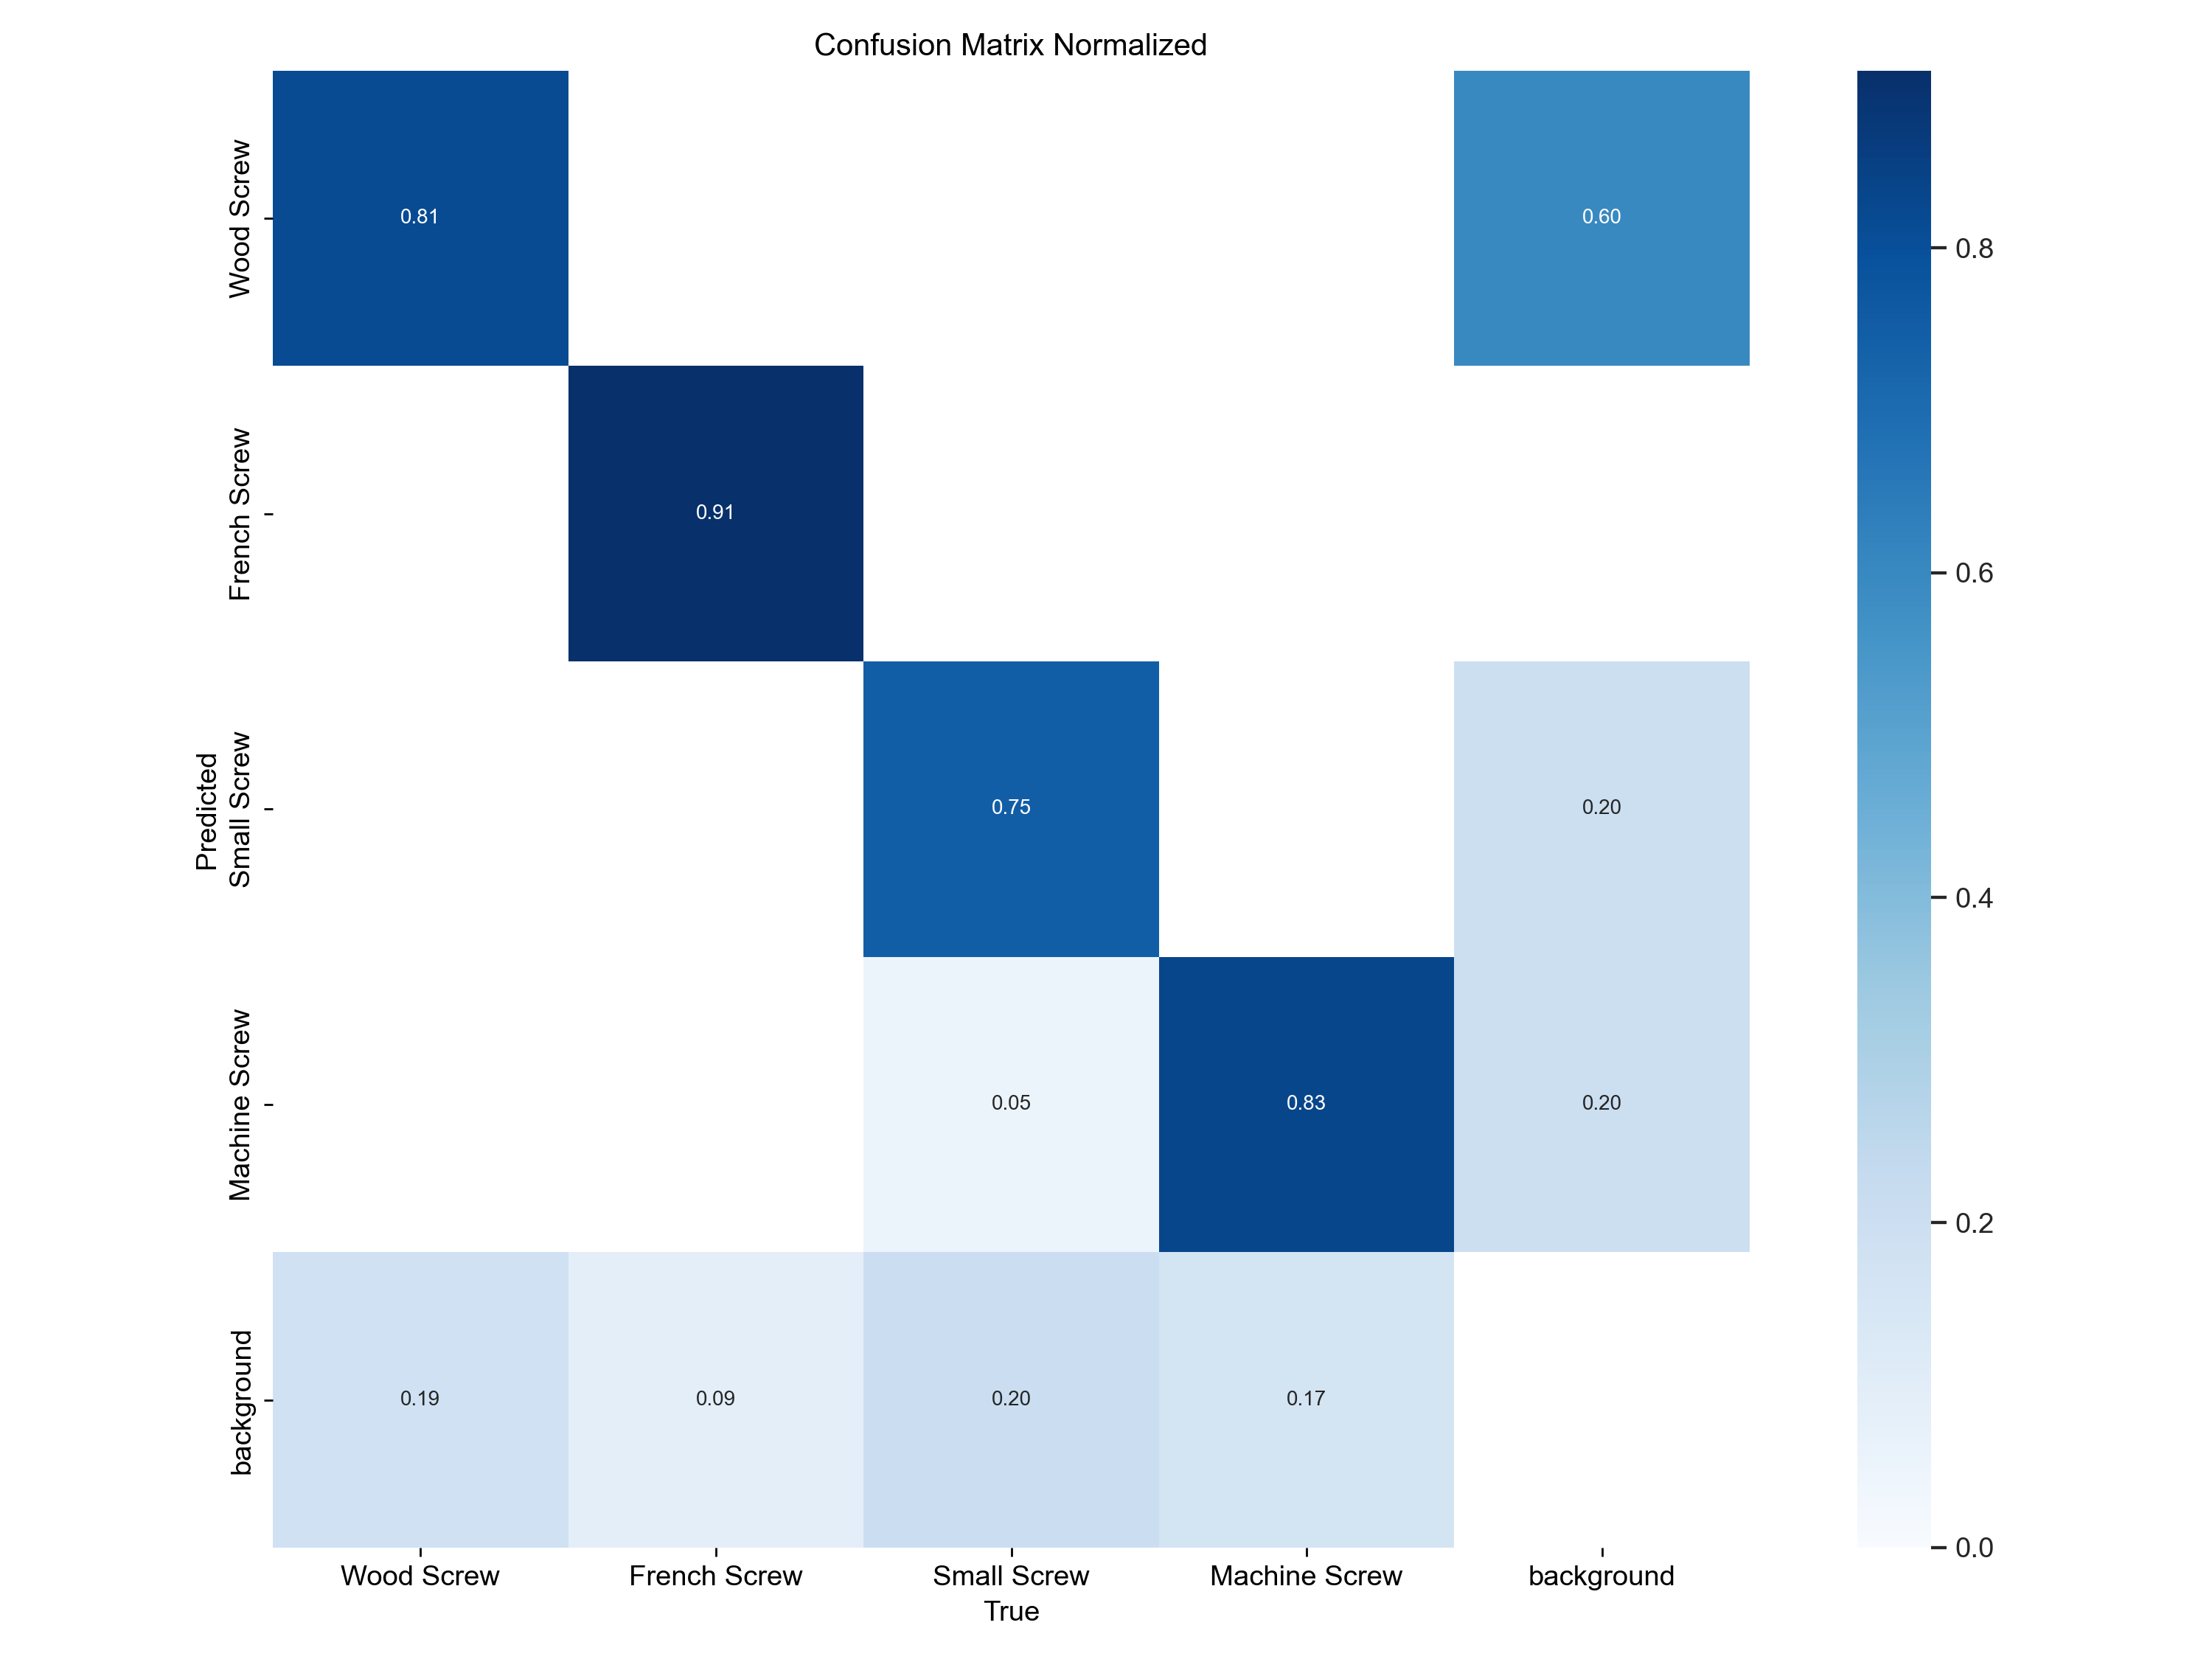 Confusion Matrix Normalized
Wood Screw
French Screw
Small Screw
Machine Screw
background
Predicted
0.81
0.60
0.91
0.75
0.20
0.05
0.83
0.20
0.19
0.09
0.20
0.17
Wood Screw
French Screw
Small Screw
Machine Screw
background
True
0.8
0.6
0.4
0.2
0.0